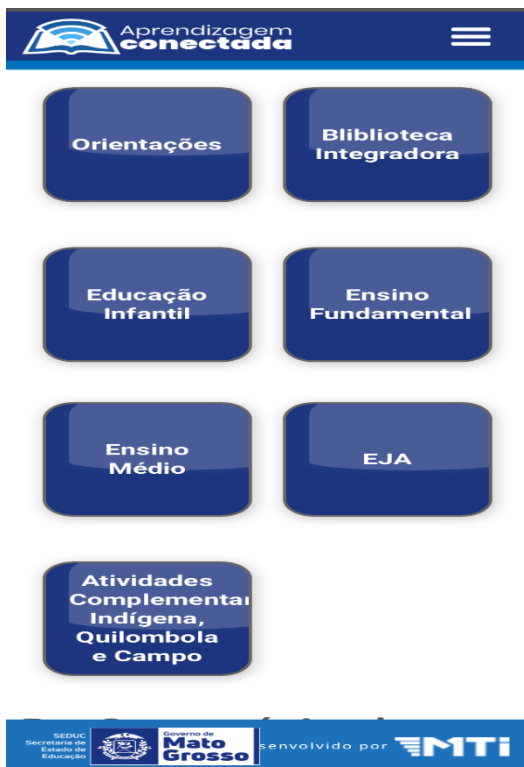 Aprendizagem
conectada
Orientações
Bliblioteca
Integradora
Educação
Infantil
Ensino
Fundamental
Ensino
Médio
EJA
Atividades
Complementar
Indígena,
Quilombola
e Campo
SEDUC
Secretaria de
Estado de
Educação
Governo de
Mato
Grosso
senvolvido por
MTi